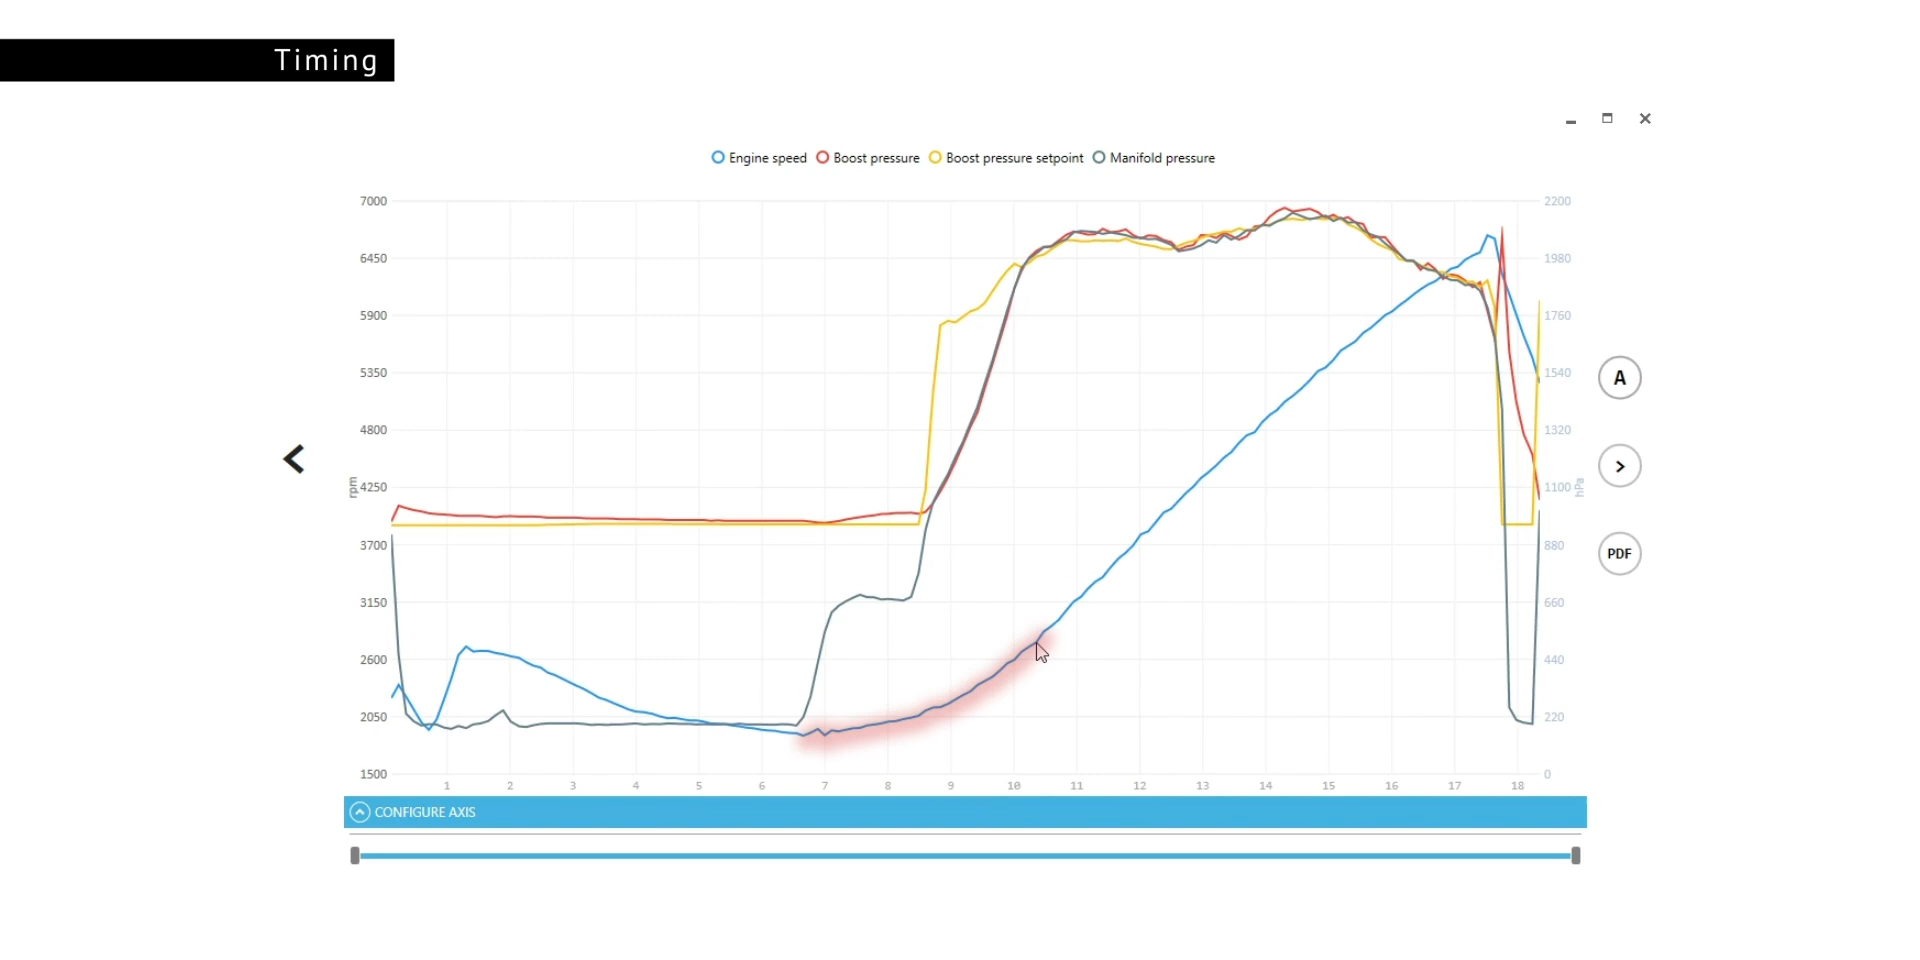 Timing
Engine speed Boost pressure Boost pressure setpoint Manifold pressure
7000 2200
6450 1980
5900 1760
5350 1540
A
4800 1320
rpm 4250 1100 hPa
3700 880
PDF
3150 660
2600 440
2050 220
1500 0
1 2 3 4 5 6 7 8 9 10 11 12 13 14 15 16 17 18
CONFIGURE AXIS